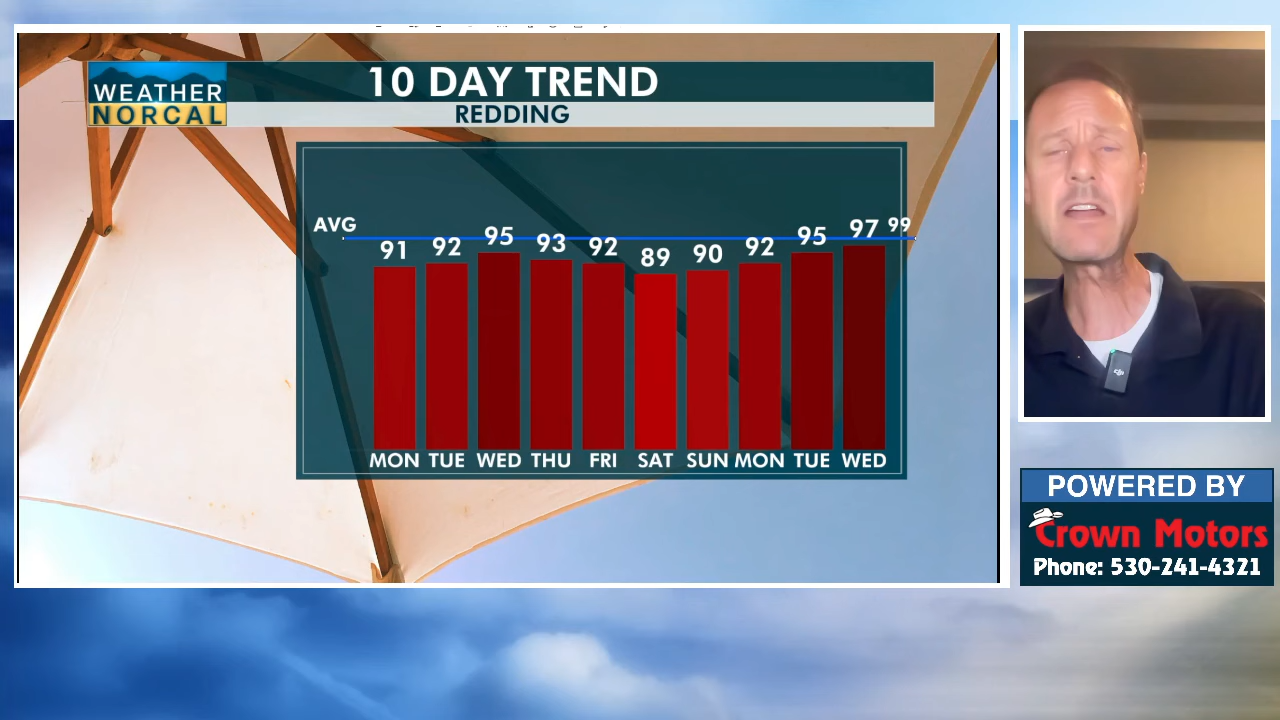 WEATHER
NORCAL
10 DAY TREND
REDDING
AVG
91 92 95 93 92 89 90 92 95 97 99
MON TUE WED THU FRI SAT SUN MON TUE WED
dji
POWERED BY
Crown Motors
Phone: 530-241-4321